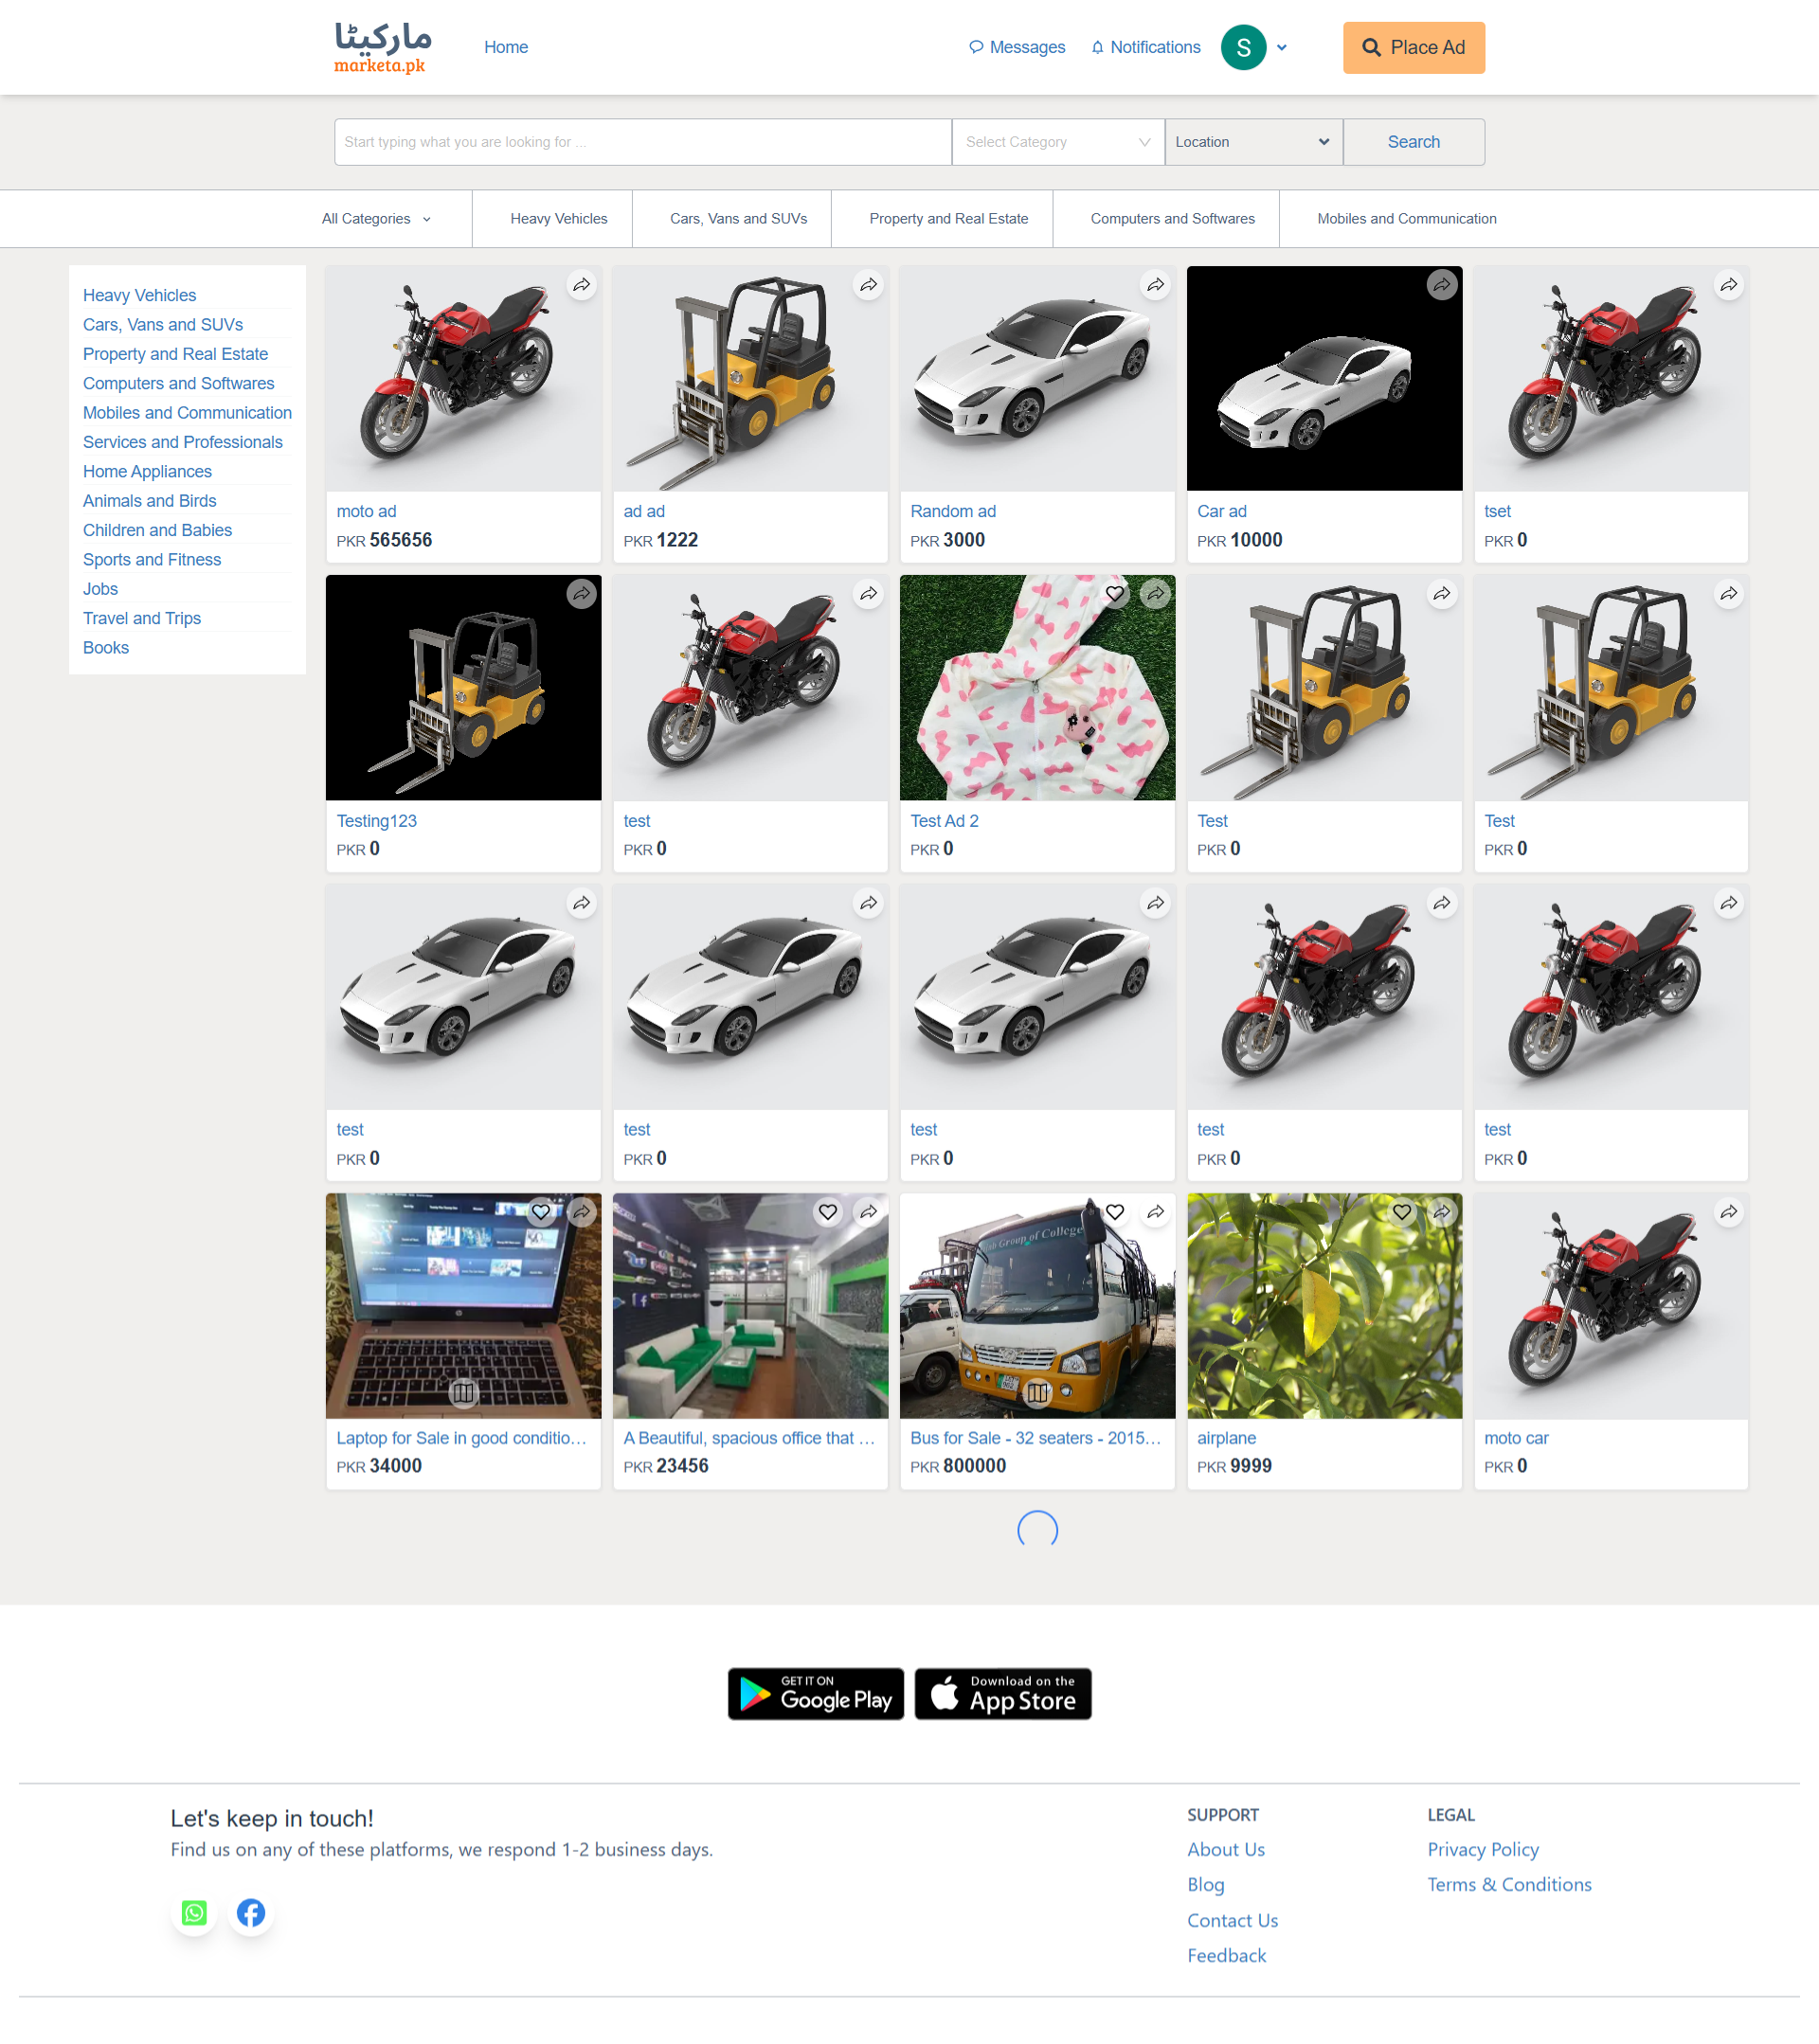 ماركيٹا
marketa.pk
Home
Messages
Notifications
S
Place Ad
Start typing what you are looking for ...
Select Category
Location
Search
All Categories
Heavy Vehicles
Cars, Vans and SUVs
Property and Real Estate
Computers and Softwares
Mobiles and Communication
Heavy Vehicles
Cars, Vans and SUVs
Property and Real Estate
Computers and Softwares
Mobiles and Communication
Services and Professionals
Home Appliances
Animals and Birds
Children and Babies
Sports and Fitness
Jobs
Travel and Trips
Books
moto ad
PKR 565656
ad ad
PKR 1222
Random ad
PKR 3000
Car ad
PKR 10000
tset
PKR 0
Testing123
PKR 0
test
PKR 0
Test Ad 2
PKR 0
Test
PKR 0
Test
PKR 0
test
PKR 0
test
PKR 0
test
PKR 0
test
PKR 0
test
PKR 0
Group of College
Laptop for Sale in good conditio...
PKR 34000
A Beautiful, spacious office that ...
PKR 23456
Bus for Sale - 32 seaters - 2015...
PKR 800000
airplane
PKR 9999
moto car
PKR 0
GET IT ON
Google Play
Download on the
App Store
Let's keep in touch!
Find us on any of these platforms, we respond 1-2 business days.
SUPPORT
About Us
Blog
Contact Us
Feedback
LEGAL
Privacy Policy
Terms & Conditions